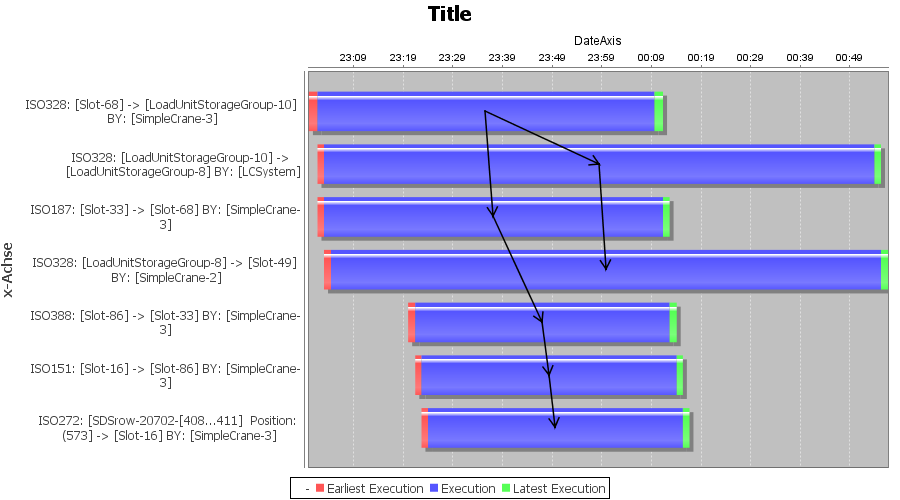 Title
DateAxis
23:09 23:19 23:29 23:39 23:49 23:59 00:09 00:19 00:29 00:39 00:49
x-Achse
ISO328: [Slot-68] -> [LoadUnitStorageGroup-10]
BY: [SimpleCrane-3]
ISO328: [LoadUnitStorageGroup-10] ->
[LoadUnitStorageGroup-8] BY: [LCSystem]
ISO187: [Slot-33] -> [Slot-68] BY: [SimpleCrane-
3]
ISO328: [LoadUnitStorageGroup-8] -> [Slot-49]
BY: [SimpleCrane-2]
ISO388: [Slot-86] -> [Slot-33] BY: [SimpleCrane-
3]
ISO151: [Slot-16] -> [Slot-86] BY: [SimpleCrane-
3]
ISO272: [SDSrow-20702-[408...411] Position:
(573] -> [Slot-16] BY: [SimpleCrane-3]
- Earliest Execution Execution Latest Execution